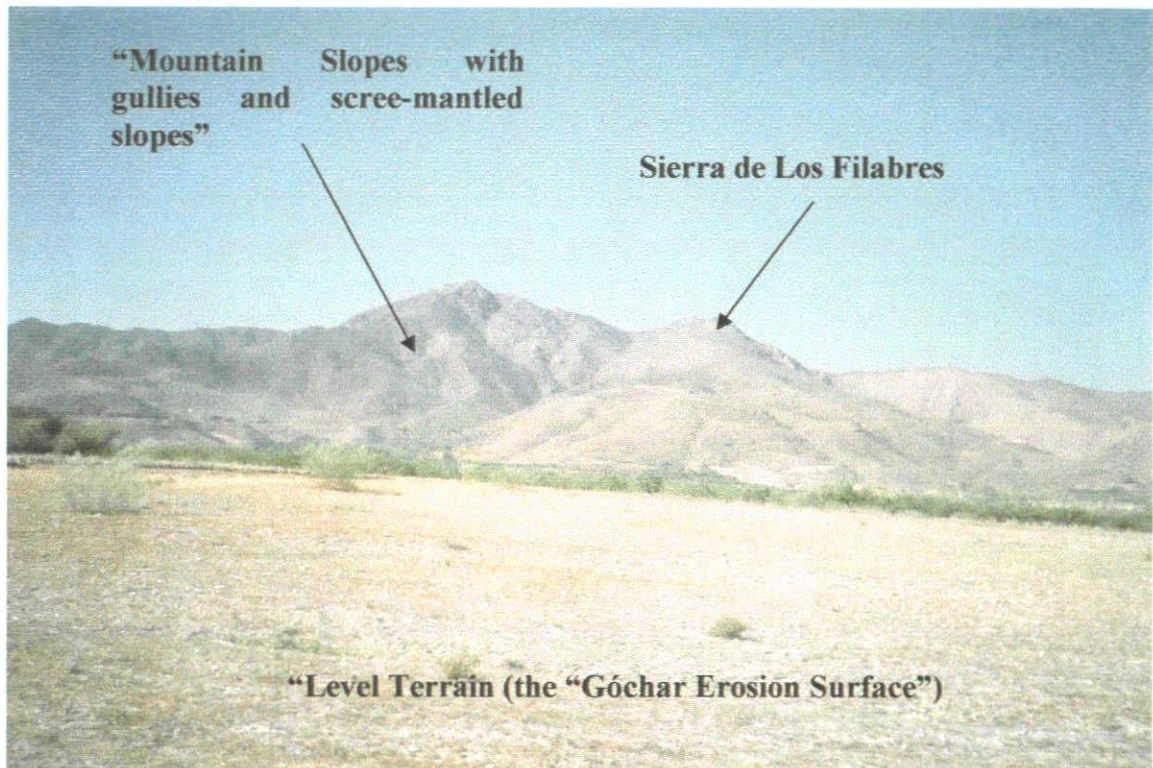 “Mountain Slopes with
gullies and scree-mantled
slopes”
Sierra de Los Filabres
“Level Terrain (the “Góchar Erosion Surface”)